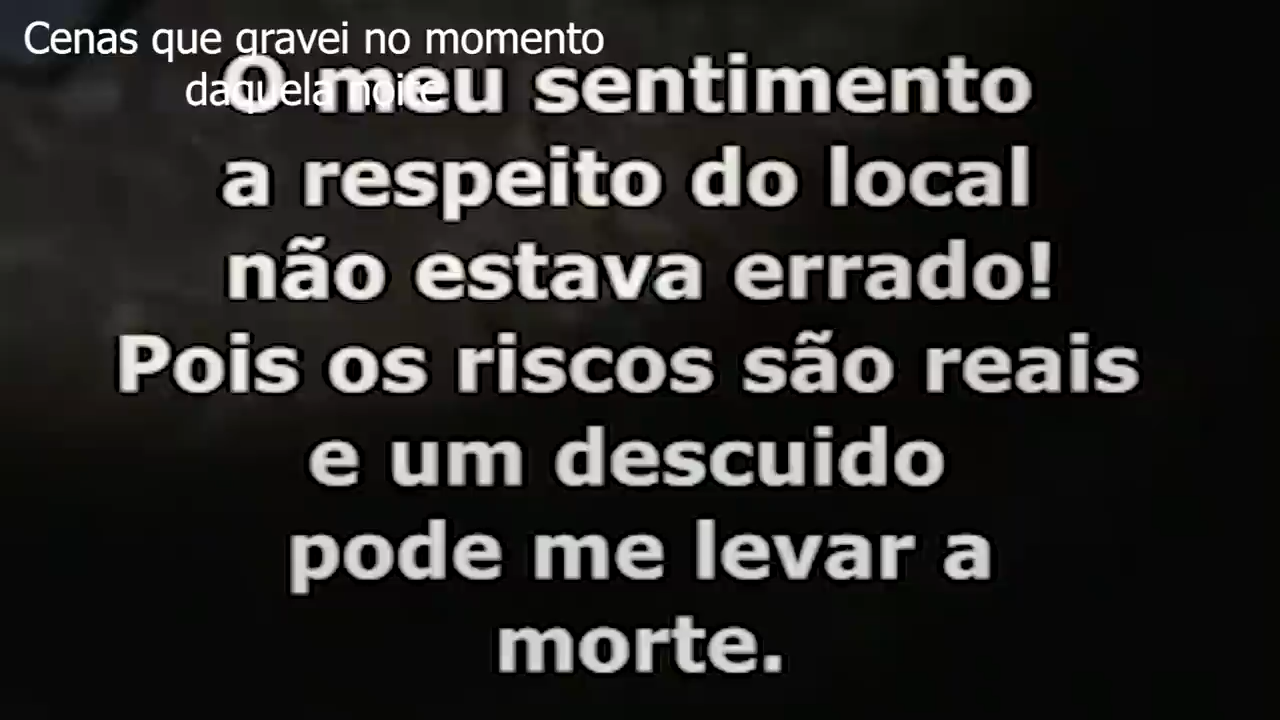 Cenas que gravei no momento
daquela noite
O meu sentimento
a respeito do local
não estava errado!
Pois os riscos são reais
e um descuido
pode me levar a
morte.